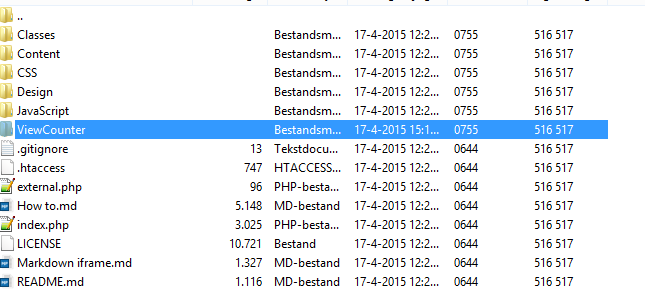 ..
Classes Bestandsm... 17-4-2015 12:2... 0755 516 517
Content Bestandsm... 17-4-2015 12:2... 0755 516 517
CSS Bestandsm... 17-4-2015 12:2... 0755 516 517
Design Bestandsm... 17-4-2015 12:2... 0755 516 517
JavaScript Bestandsm... 17-4-2015 12:2... 0755 516 517
ViewCounter Bestandsm... 17-4-2015 15:1... 0755 516 517
.gitignore 13 Tekstdocu... 17-4-2015 12:2... 0644 516 517
.htaccess 747 HTACCESS... 17-4-2015 12:2... 0644 516 517
external.php 96 PHP-besta... 17-4-2015 12:2... 0644 516 517
How to.md 5.148 MD-bestand 17-4-2015 12:2... 0644 516 517
index.php 3.025 PHP-besta... 17-4-2015 12:2... 0644 516 517
LICENSE 10.721 Bestand 17-4-2015 12:2... 0644 516 517
Markdown iframe.md 1.327 MD-bestand 17-4-2015 12:2... 0644 516 517
README.md 1.116 MD-bestand 17-4-2015 12:2... 0644 516 517